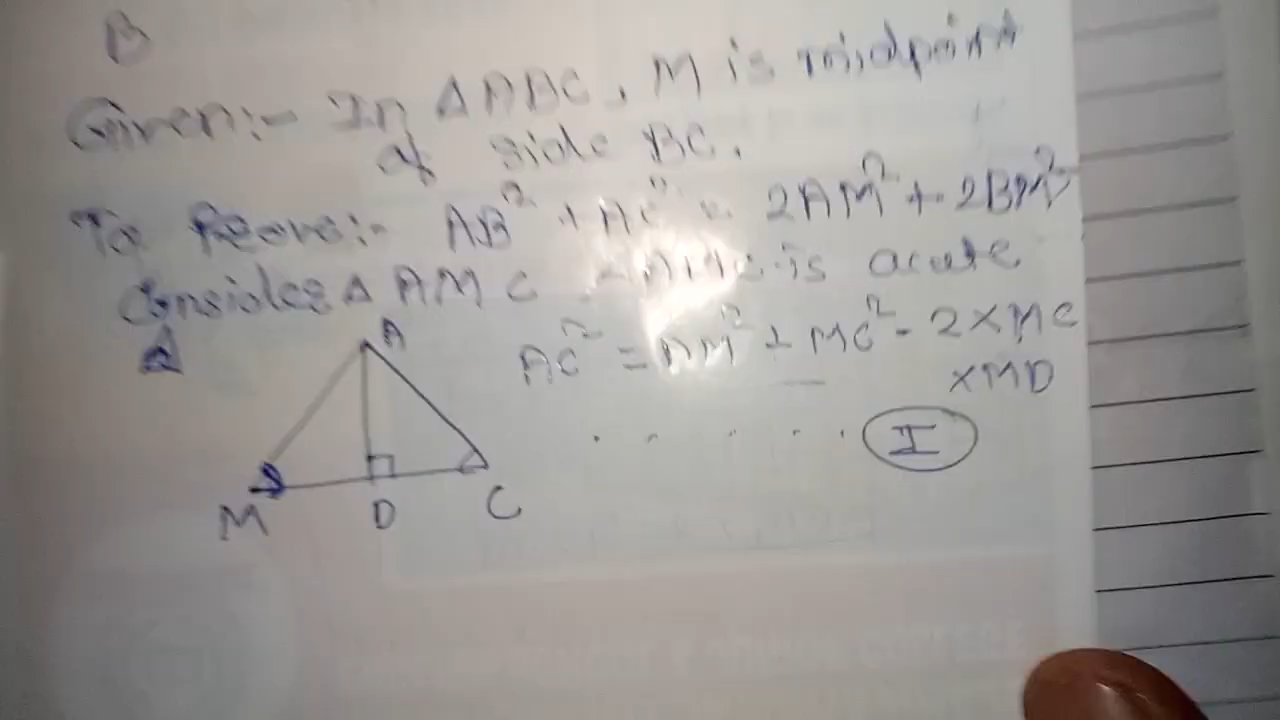 B
Given:- In △ABC, M is midpoint
of side BC.
To Prove:- AB² + AC² = 2AM² + 2BM²
Consider △ AMC ∠AMC is acute
AC² = AM² + MC² - 2×MC
×MD
. . . . . I
A
M D C